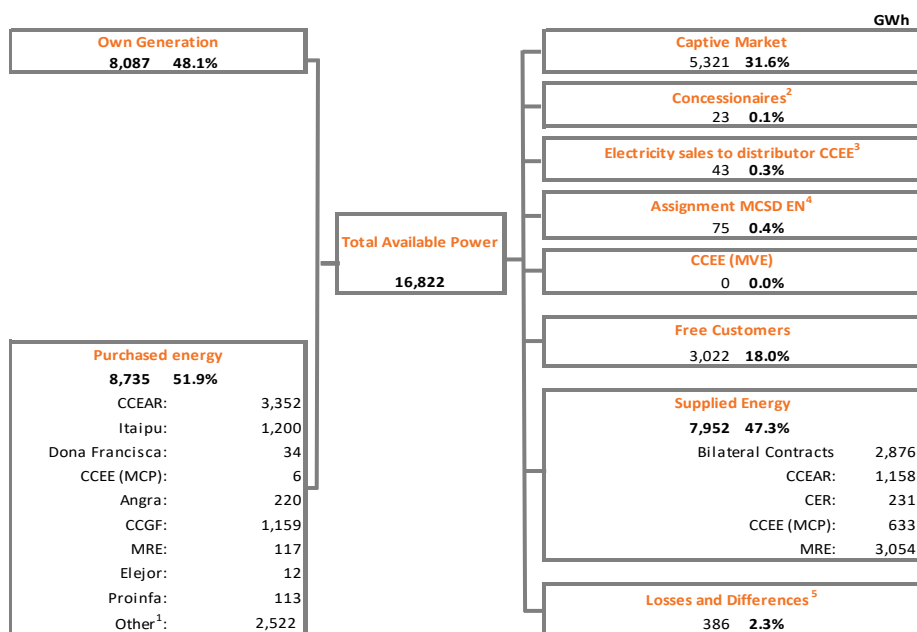 GWh
Own Generation
8,087 48.1%
Purchased energy
8,735 51.9%
CCEAR: 3,352
Itaipu: 1,200
Dona Francisca: 34
CCEE (MCP): 6
Angra: 220
CCGF: 1,159
MRE: 117
Elejor: 12
Proinfa: 113
Other¹: 2,522
Total Available Power
16,822
Captive Market
5,321 31.6%
Concessionaires²
23 0.1%
Electricity sales to distributor CCEE³
43 0.3%
Assignment MCSD EN⁴
75 0.4%
CCEE (MVE)
0 0.0%
Free Customers
3,022 18.0%
Supplied Energy
7,952 47.3%
Bilateral Contracts 2,876
CCEAR: 1,158
CER: 231
CCEE (MCP): 633
MRE: 3,054
Losses and Differences ⁵
386 2.3%